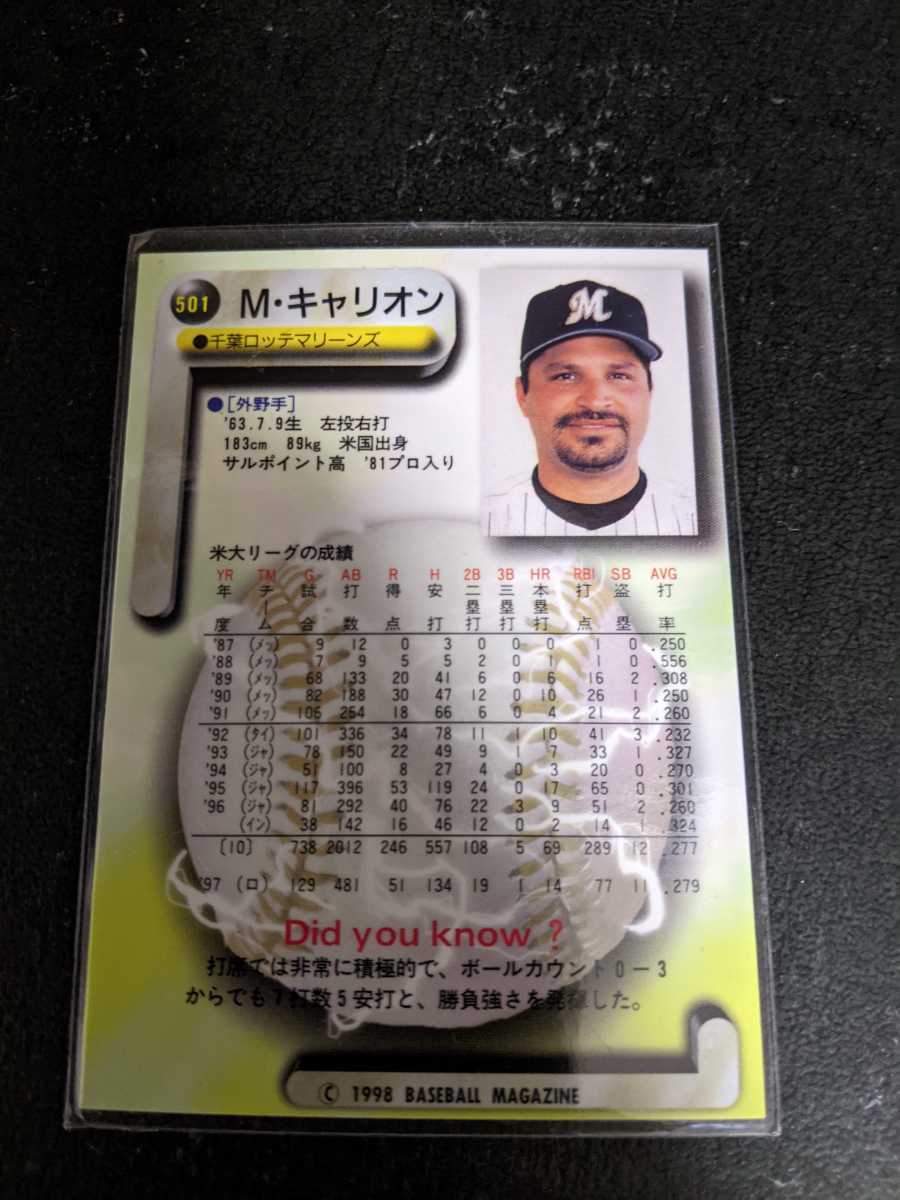 501 M・キャリオン
●千葉ロッテマリーンズ
M
●[外野手]
'63.7.9生 左投右打
183cm 89kg 米国出身
サルポイント高 '81プロ入り
米大リーグの成績
YR TM G AB R H 2B 3B HR RBI SB AVG
年度 チーム 試合 打数 得点 安打 二塁打 三塁打 本塁打 打点 盗塁 打率
'87 (メッ) 9 12 0 3 0 0 0 1 0 .250
'88 (メッ) 7 9 5 5 2 0 1 1 0 .556
'89 (メッ) 68 133 20 41 6 0 6 16 2 .308
'90 (メッ) 82 188 30 47 12 0 10 26 1 .250
'91 (メッ) 106 254 18 66 6 0 4 21 2 .260
'92 (タイ) 101 336 34 78 11 1 10 41 3 .232
'93 (ジャ) 78 150 22 49 9 1 7 33 1 .327
'94 (ジャ) 51 100 8 27 4 0 3 20 0 .270
'95 (ジャ) 117 396 53 119 24 0 17 65 0 .301
'96 (ジャ) 81 292 40 76 22 3 9 51 2 .260
(イン) 38 142 16 46 12 0 2 14 1 .324
[10] 738 2012 246 557 108 5 69 289 12 .277
'97 (ロ) 129 481 51 134 19 1 14 77 11 .279
Did you know ?
打席では非常に積極的で、ボールカウント0－3
からでも7打数5安打と、勝負強さを発揮した。
© 1998 BASEBALL MAGAZINE